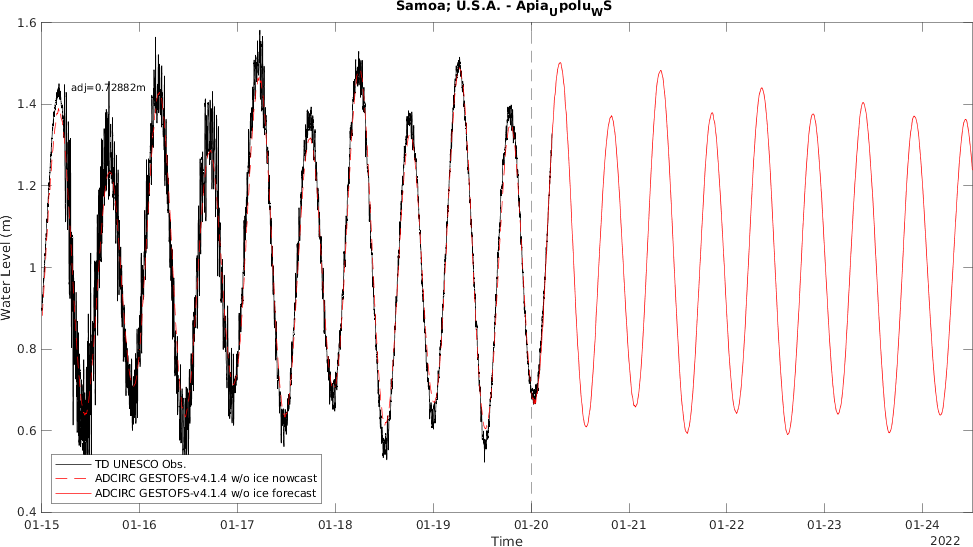 Samoa; U.S.A. - ApiaUpoluWS
1.6
1.4
1.2
1
0.8
0.6
0.4
Water Level (m)
adj=0.72882m
TD UNESCO Obs.
ADCIRC GESTOFS-v4.1.4 w/o ice nowcast
ADCIRC GESTOFS-v4.1.4 w/o ice forecast
01-15 01-16 01-17 01-18 01-19 01-20 01-21 01-22 01-23 01-24
Time
2022